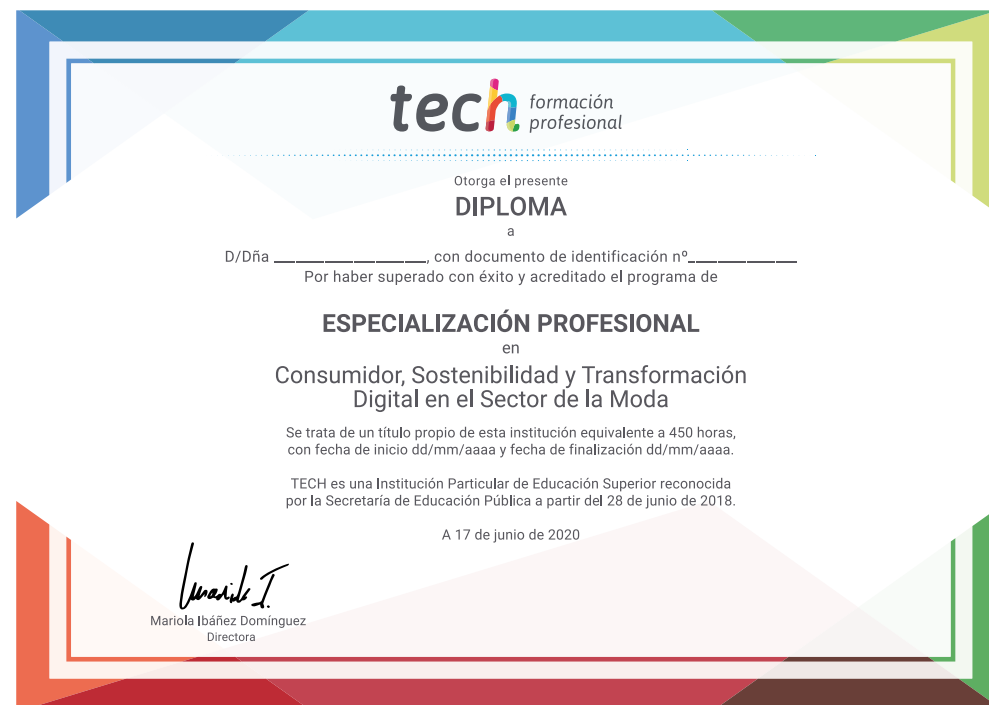 tech formación
profesional
Otorga el presente
DIPLOMA
a
D/Dña ______________, con documento de identificación nº__________
Por haber superado con éxito y acreditado el programa de
ESPECIALIZACIÓN PROFESIONAL
en
Consumidor, Sostenibilidad y Transformación
Digital en el Sector de la Moda
Se trata de un título propio de esta institución equivalente a 450 horas,
con fecha de inicio dd/mm/aaaa y fecha de finalización dd/mm/aaaa.
TECH es una Institución Particular de Educación Superior reconocida
por la Secretaría de Educación Pública a partir del 28 de junio de 2018.
A 17 de junio de 2020
Mariola Ibáñez Domínguez
Directora